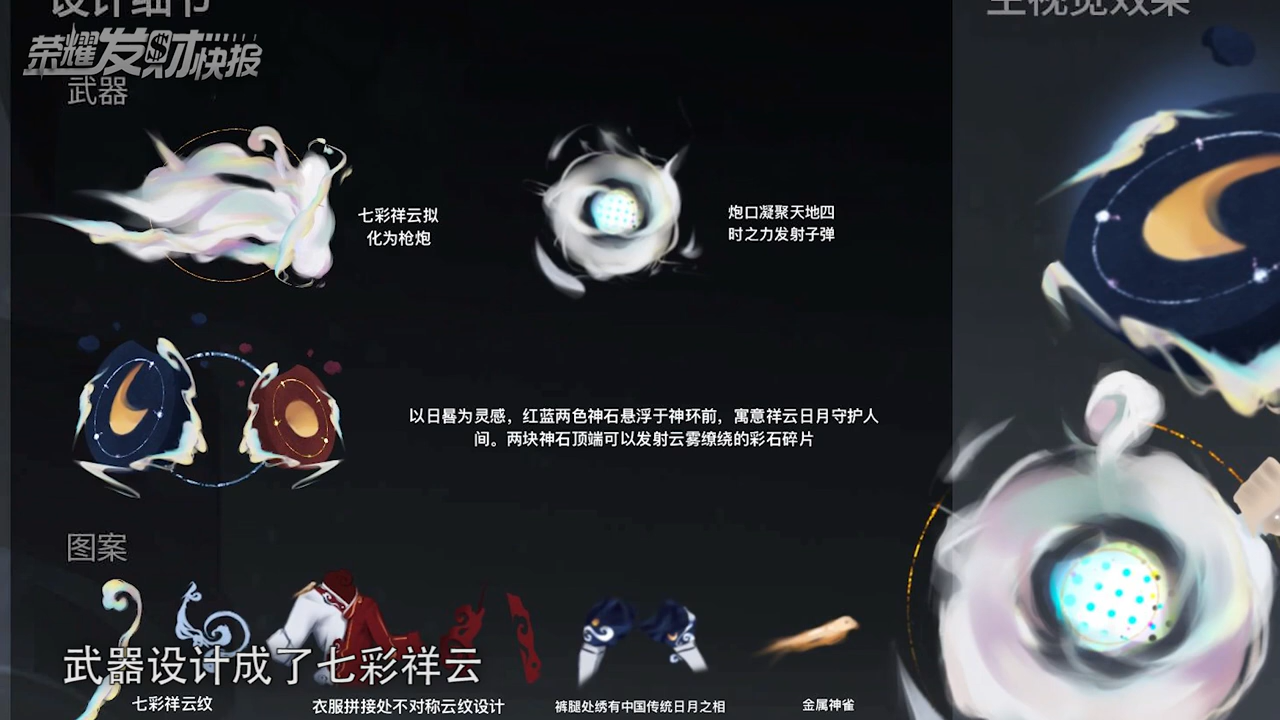 设计细节
主视觉效果
荣耀发财快报
武器
七彩祥云拟
化为枪炮
炮口凝聚天地四
时之力发射子弹
以日晷为灵感，红蓝两色神石悬浮于神环前，寓意祥云日月守护人
间。两块神石顶端可以发射云雾缭绕的彩石碎片
图案
武器设计成了七彩祥云
七彩祥云纹
衣服拼接处不对称云纹设计
裤腿处绣有中国传统日月之相
金属神雀